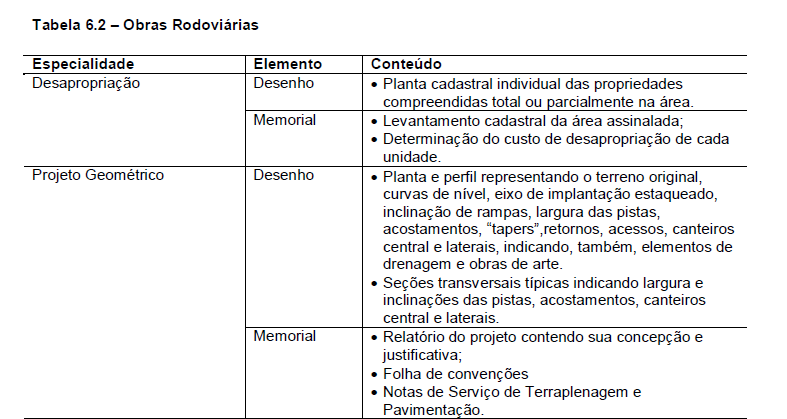 Tabela 6.2 – Obras Rodoviárias
Especialidade Elemento Conteúdo
Desapropriação Desenho • Planta cadastral individual das propriedades
compreendidas total ou parcialmente na área.
Memorial • Levantamento cadastral da área assinalada;
• Determinação do custo de desapropriação de cada
unidade.
Projeto Geométrico Desenho • Planta e perfil representando o terreno original,
curvas de nível, eixo de implantação estaqueado,
inclinação de rampas, largura das pistas,
acostamentos, “tapers”,retornos, acessos, canteiros
central e laterais, indicando, também, elementos de
drenagem e obras de arte.
• Seções transversais típicas indicando largura e
inclinações das pistas, acostamentos, canteiros
central e laterais.
Memorial • Relatório do projeto contendo sua concepção e
justificativa;
• Folha de convenções
• Notas de Serviço de Terraplenagem e
Pavimentação.